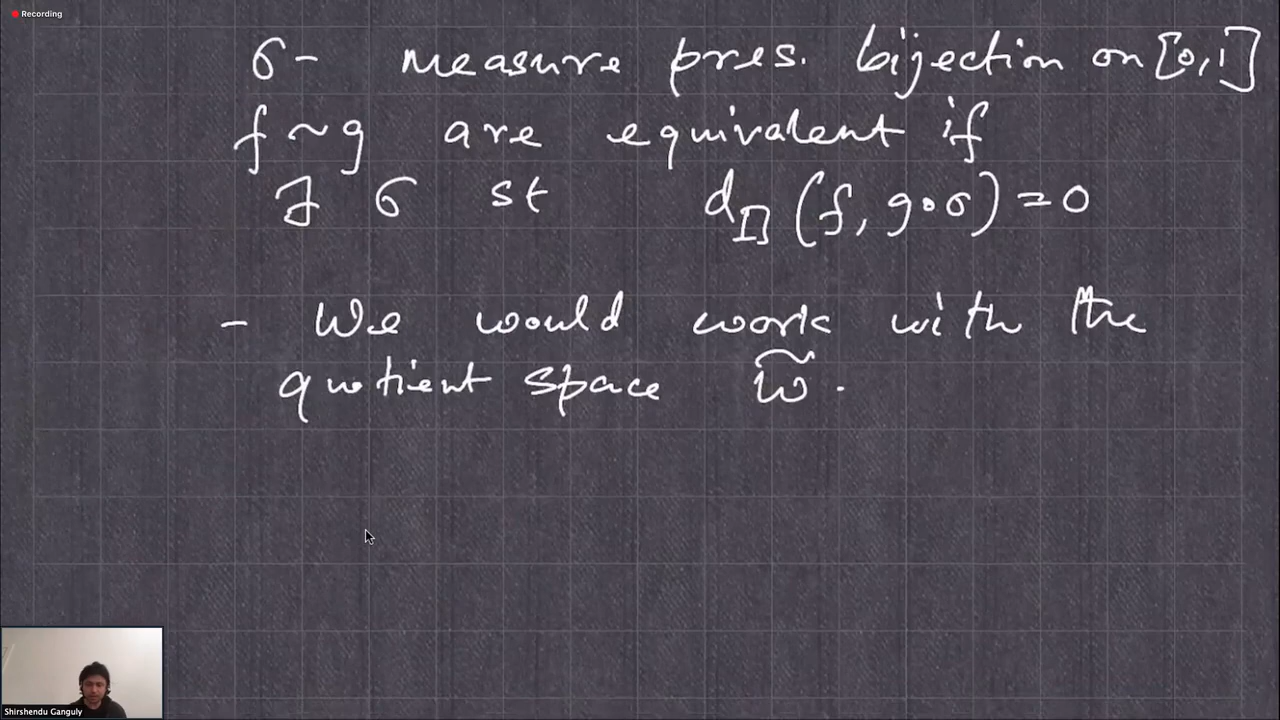 Recording
σ- measure pres. bijection on [0,1]
f ~ g are equivalent if
∃ σ st d□(f, g∘σ) = 0
- We would work with the
quotient space W̃.
Shirshendu Ganguly